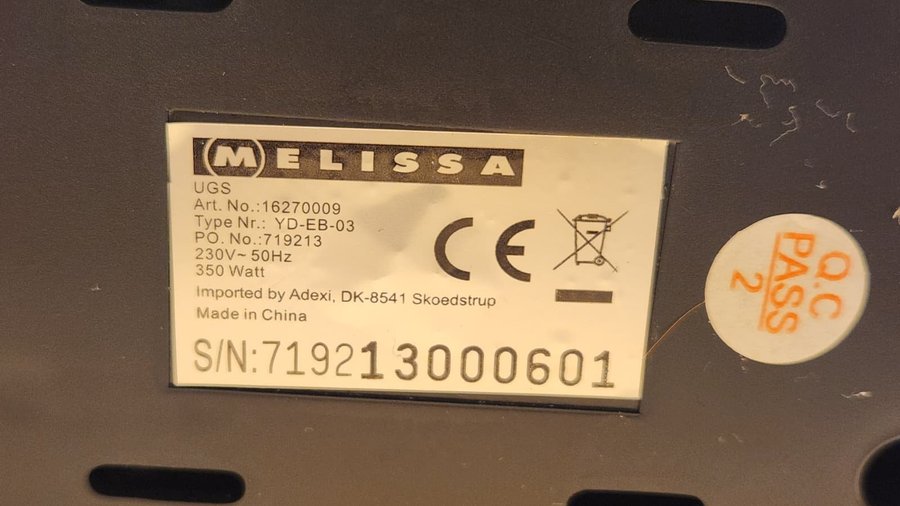 MELISSA
UGS
Art. No.:16270009
Type Nr.: YD-EB-03
PO. No.:719213
230V~ 50Hz
350 Watt
CE
Imported by Adexi, DK-8541 Skoedstrup
Made in China
S/N:719213000601
Q.C
PASS
2